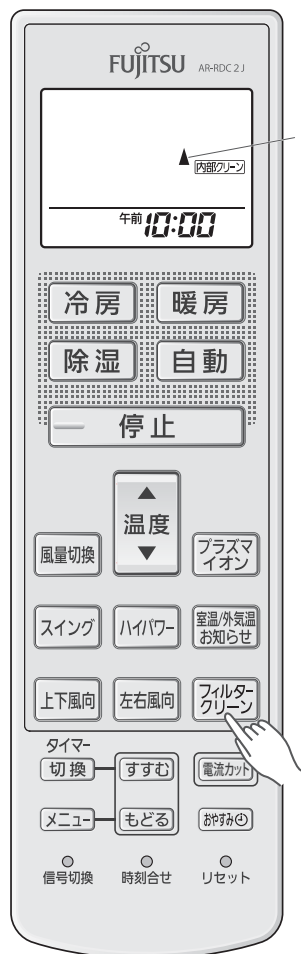 FUJITSU AR-RDC 2 J
内部クリーン
午前 10:00
冷房 暖房
除湿 自動
停止
温度
風量切換 プラズマイオン
スイング ハイパワー 室温/外気温お知らせ
上下風向 左右風向 フィルタークリーン
タイマー
切換 すすむ 電流カット
メニュー もどる おやすみ
信号切換 時刻合せ リセット